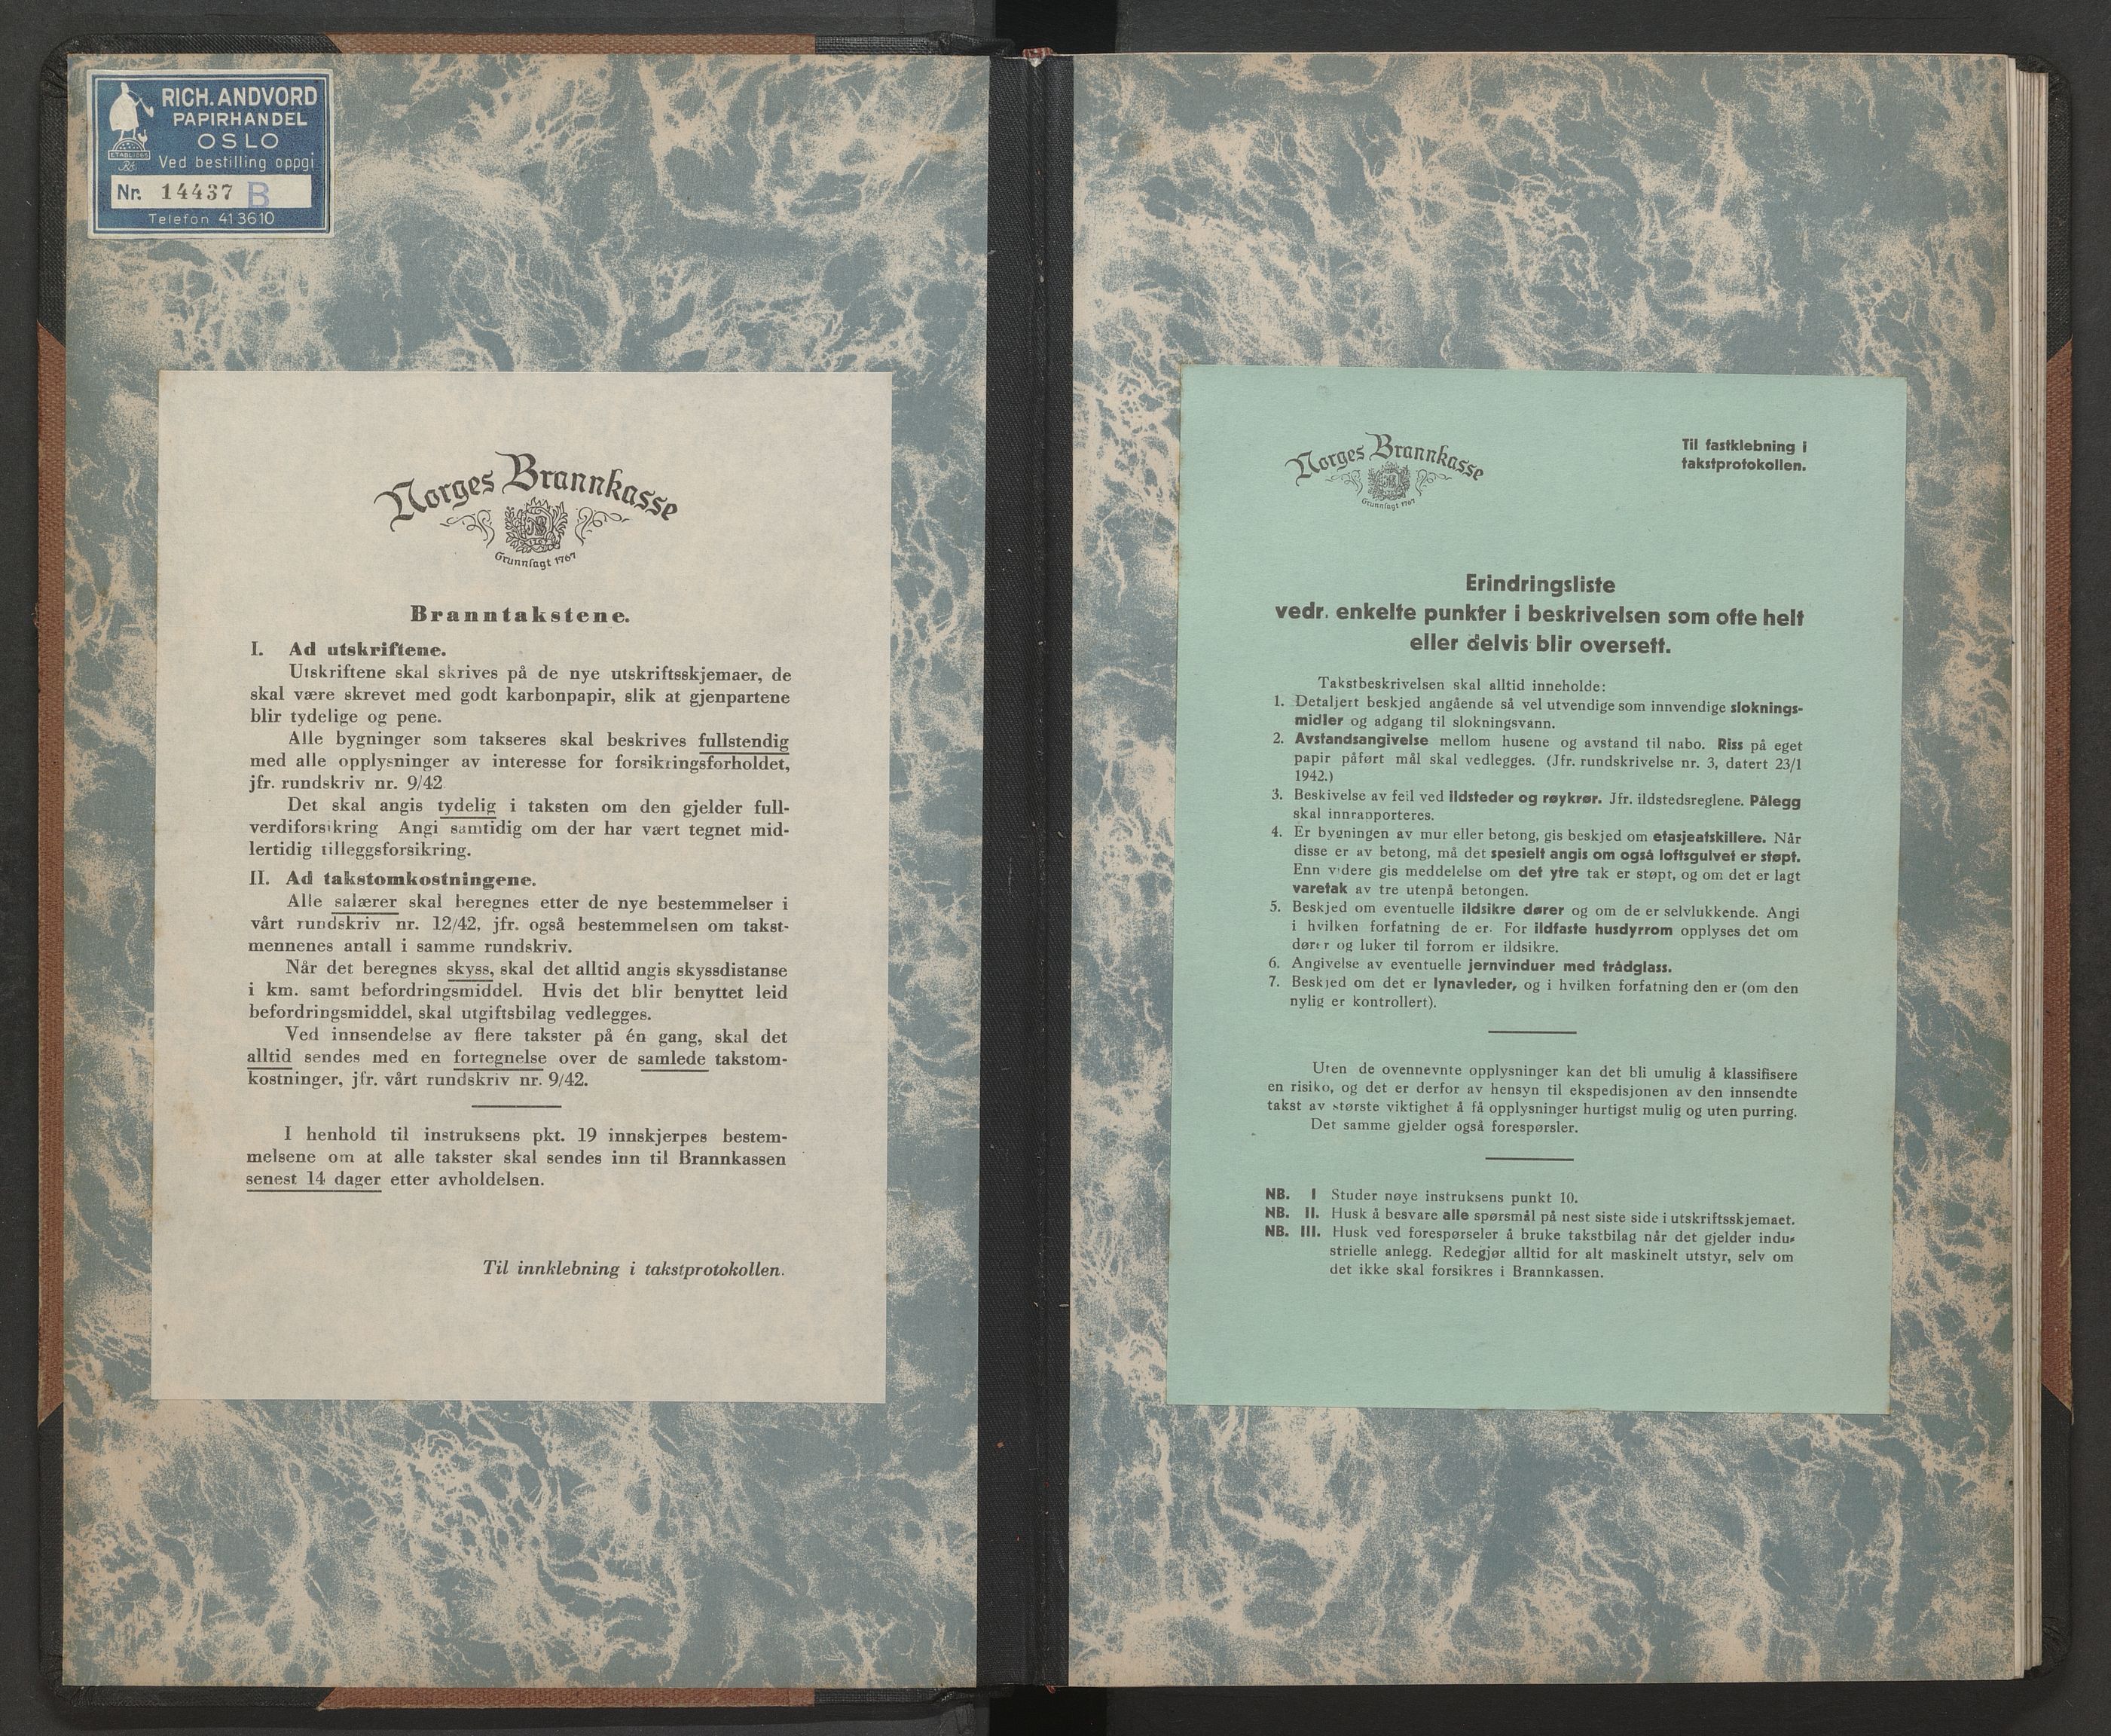 RICH. ANDVORD
PAPIRHANDEL
OSLO
Ved bestilling oppgi
Nr. 14437 B
Telefon 413610
Norges Brannkasse
Grunnlagt 1767
Branntakstene.
I. Ad utskriftene.
Utskriftene skal skrives på de nye utskriftsskjemaer, de
skal være skrevet med godt karbonpapir, slik at gjenpartene
blir tydelige og pene.
Alle bygninger som takseres skal beskrives fullstendig
med alle opplysninger av interesse for forsikringsforholdet,
jfr. rundskriv nr. 9/42
Det skal angis tydelig i taksten om den gjelder full-
verdiforsikring Angi samtidig om der har vært tegnet mid-
lertidig tilleggsforsikring.
II. Ad takstomkostningene.
Alle salærer skal beregnes etter de nye bestemmelser i
vårt rundskriv nr. 12/42, jfr. også bestemmelsen om takst-
mennenes antall i samme rundskriv.
Når det beregnes skyss, skal det alltid angis skyssdistanse
i km. samt befordringsmiddel. Hvis det blir benyttet leid
befordringsmiddel, skal utgiftsbilag vedlegges.
Ved innsendelse av flere takster på én gang, skal det
alltid sendes med en fortegnelse over de samlede takstom-
kostninger, jfr. vårt rundskriv nr. 9/42.
I henhold til instruksens pkt. 19 innskjerpes bestem-
melsene om at alle takster skal sendes inn til Brannkassen
senest 14 dager etter avholdelsen.
Til innklebning i takstprotokollen.
Norges Brannkasse
Grunnlagt 1767
Til fastklebning i
takstprotokollen.
Erindringsliste
vedr. enkelte punkter i beskrivelsen som ofte helt
eller delvis blir oversett.
Takstbeskrivelsen skal alltid inneholde:
1. Detaljert beskjed angående så vel utvendige som innvendige sloknings-
midler og adgang til slokningsvann.
2. Avstandsangivelse mellom husene og avstand til nabo. Riss på eget
papir påført mål skal vedlegges. (Jfr. rundskrivelse nr. 3, datert 23/1
1942.)
3. Beskivelse av feil ved ildsteder og røykrør. Jfr. ildstedsreglene. Pålegg
skal innrapporteres.
4. Er bygningen av mur eller betong, gis beskjed om etasjeatskillere. Når
disse er av betong, må det spesielt angis om også loftsgulvet er støpt.
Enn videre gis meddelelse om det ytre tak er støpt, og om det er lagt
varetak av tre utenpå betongen.
5. Beskjed om eventuelle ildsikre dører og om de er selvlukkende. Angi
i hvilken forfatning de er. For ildfaste husdyrrom opplyses det om
dører og luker til forrom er ildsikre.
6. Angivelse av eventuelle jernvinduer med trådglass.
7. Beskjed om det er lynavleder, og i hvilken forfatning den er (om den
nylig er kontrollert).
Uten de ovennevnte opplysninger kan det bli umulig å klassifisere
en risiko, og det er derfor av hensyn til ekspedisjonen av den innsendte
takst av største viktighet å få opplysninger hurtigst mulig og uten purring.
Det samme gjelder også forespørsler.
NB. I Studer nøye instruksens punkt 10.
NB. II. Husk å besvare alle spørsmål på nest siste side i utskriftsskjemaet.
NB. III. Husk ved forespørseler å bruke takstbilag når det gjelder indu-
strielle anlegg. Redegjør alltid for alt maskinelt utstyr, selv om
det ikke skal forsikres i Brannkassen.